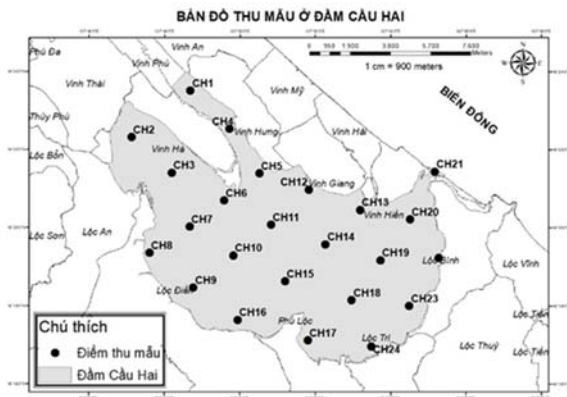 BẢN ĐỒ THU MẪU Ở ĐẦM CẦU HAI
Phú Đa
Vinh An
Vinh Phú
Vinh Thái
CH1
Vinh Mỹ
1 cm = 900 meters
BIỂN ĐÔNG
Thủy Phù
CH2
CH4
Vinh Hưng
Vinh Hà
Vinh Hải
Lộc Bổn
CH3
CH5
CH21
CH12
Vinh Giang
CH6
CH13
Vinh Hiền
CH20
Lộc Sơn
Lộc An
CH7
CH11
CH8
CH10
CH14
CH19
Lộc Bình
Lộc Vĩnh
CH9
Lộc Điền
CH15
CH18
CH23
CH16
Phú Lộc
Lộc Tiến
Chú thích
CH17
Lộc Trì
CH24
Lộc Thuỷ
Lộc Tiến
Điểm thu mẫu
Đầm Cầu Hai